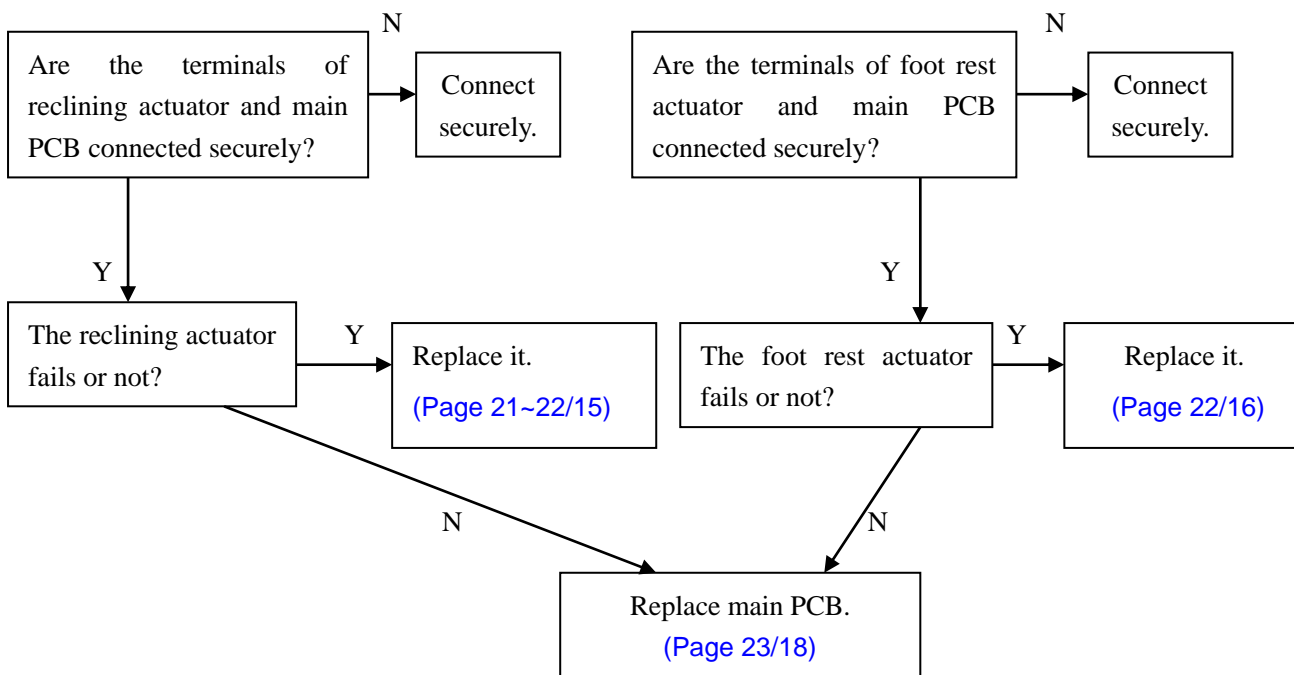 N
Are the terminals of
reclining actuator and main
PCB connected securely?
Connect
securely.
Y
The reclining actuator
fails or not?
Y
Replace it.
(Page 21~22/15)
N
N
Are the terminals of foot rest
actuator and main PCB
connected securely?
Connect
securely.
Y
The foot rest actuator
fails or not?
Y
Replace it.
(Page 22/16)
N
Replace main PCB.
(Page 23/18)